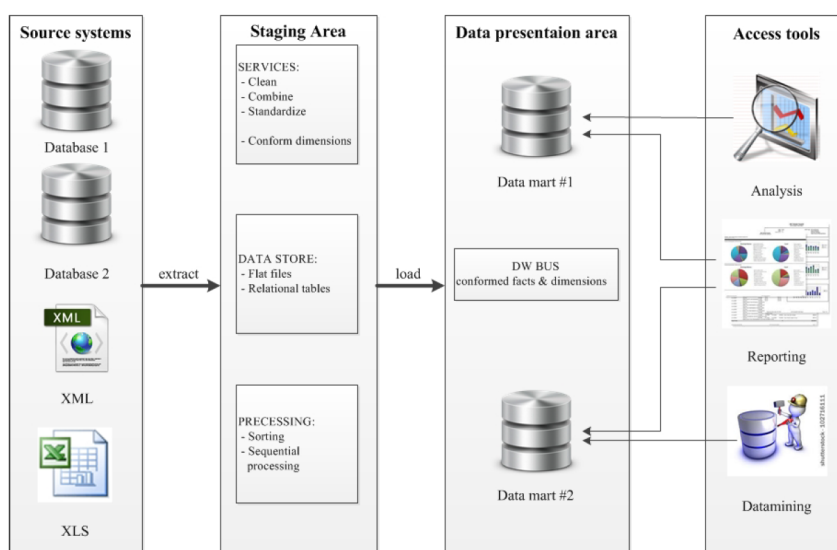 Source systems
Database 1
Database 2
XML
XML
XLS
extract
Staging Area
SERVICES:
- Clean
- Combine
- Standardize
- Conform dimensions
DATA STORE:
- Flat files
- Relational tables
PRECESSING:
- Sorting
- Sequential
processing
load
Data presentaion area
Data mart #1
DW BUS
conformed facts & dimensions
Data mart #2
Access tools
Analysis
Reporting
shutterstock · 102716111
Datamining